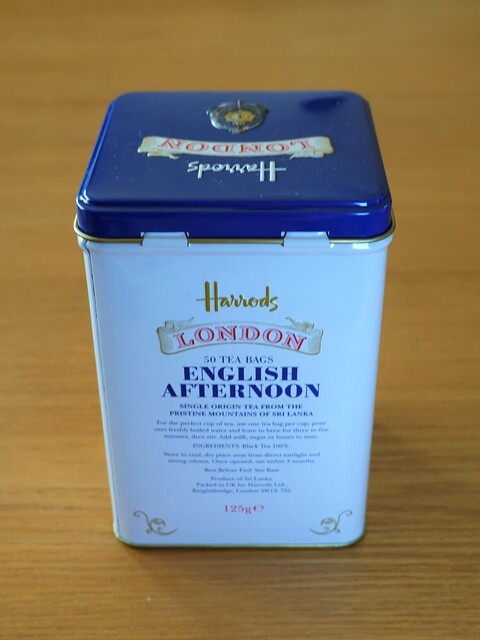 LONDON
Harrods
Harrods
LONDON
50 TEA BAGS
ENGLISH
AFTERNOON
SINGLE ORIGIN TEA FROM THE
PRISTINE MOUNTAINS OF SRI LANKA
For the perfect cup of tea, use one tea bag per cup, pour
over freshly boiled water and leave to brew for three to five
minutes, then stir. Add milk, sugar or honey to taste.
INGREDIENTS: Black Tea 100%.
Store in cool, dry place away from direct sunlight and
strong odours. Once opened, use within 3 months
Best Before End: See Base
Produce of Sri Lanka
Packed in UK for Harrods Ltd.,
Knightsbridge, London SW1X 7XL
125g℮